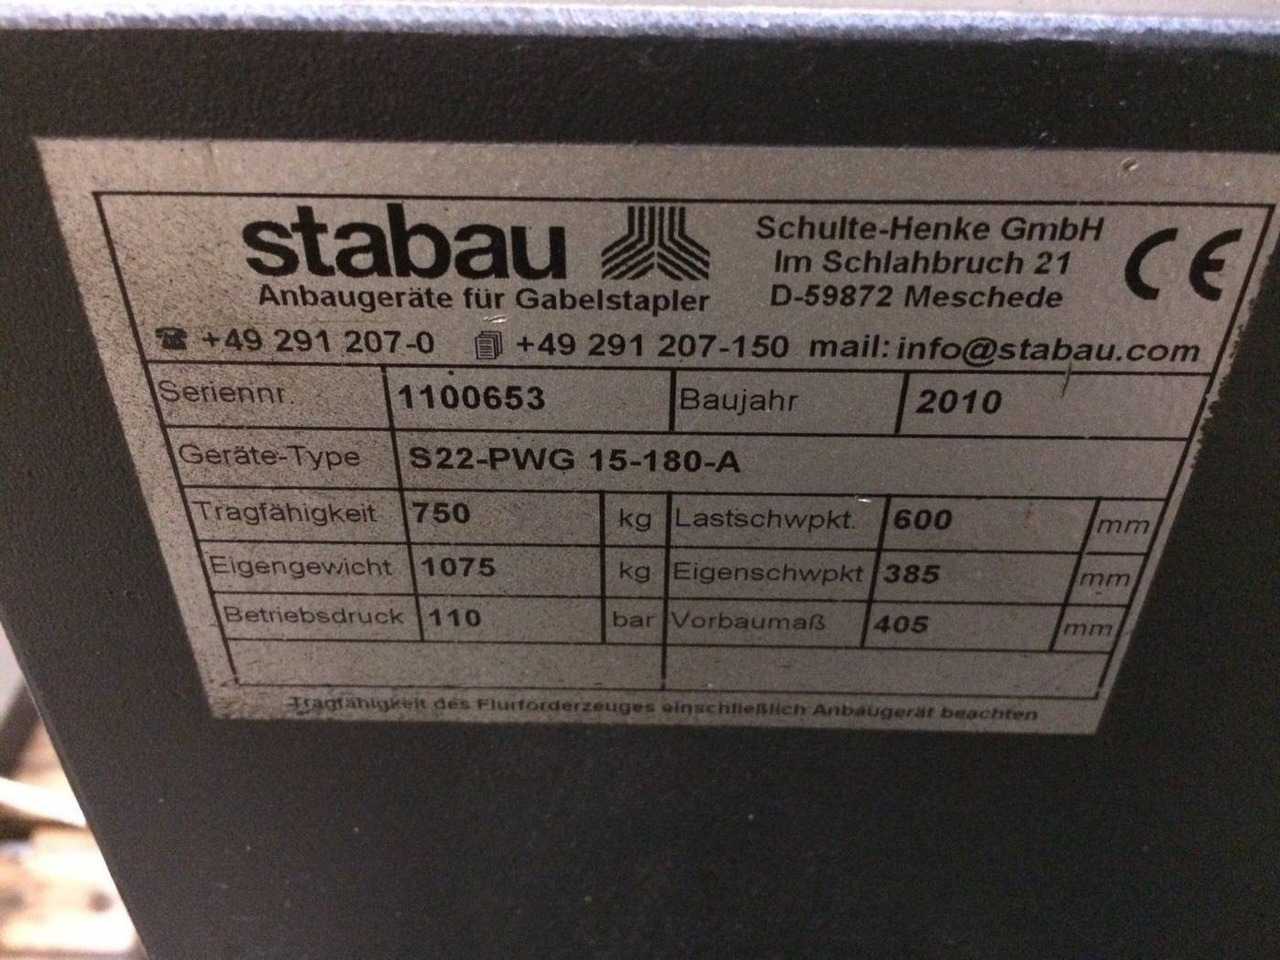 stabau
Anbaugeräte für Gabelstapler
Schulte-Henke GmbH
Im Schlahbruch 21
D-59872 Meschede
CE
+49 291 207-0 +49 291 207-150 mail: info@stabau.com
Seriennr. 1100653 Baujahr 2010
Geräte-Type S22-PWG 15-180-A
Tragfähigkeit 750 kg Lastschwpkt. 600 mm
Eigengewicht 1075 kg Eigenschwpkt 385 mm
Betriebsdruck 110 bar Vorbaumaß 405 mm
Tragfähigkeit des Flurförderzeuges einschließlich Anbaugerät beachten